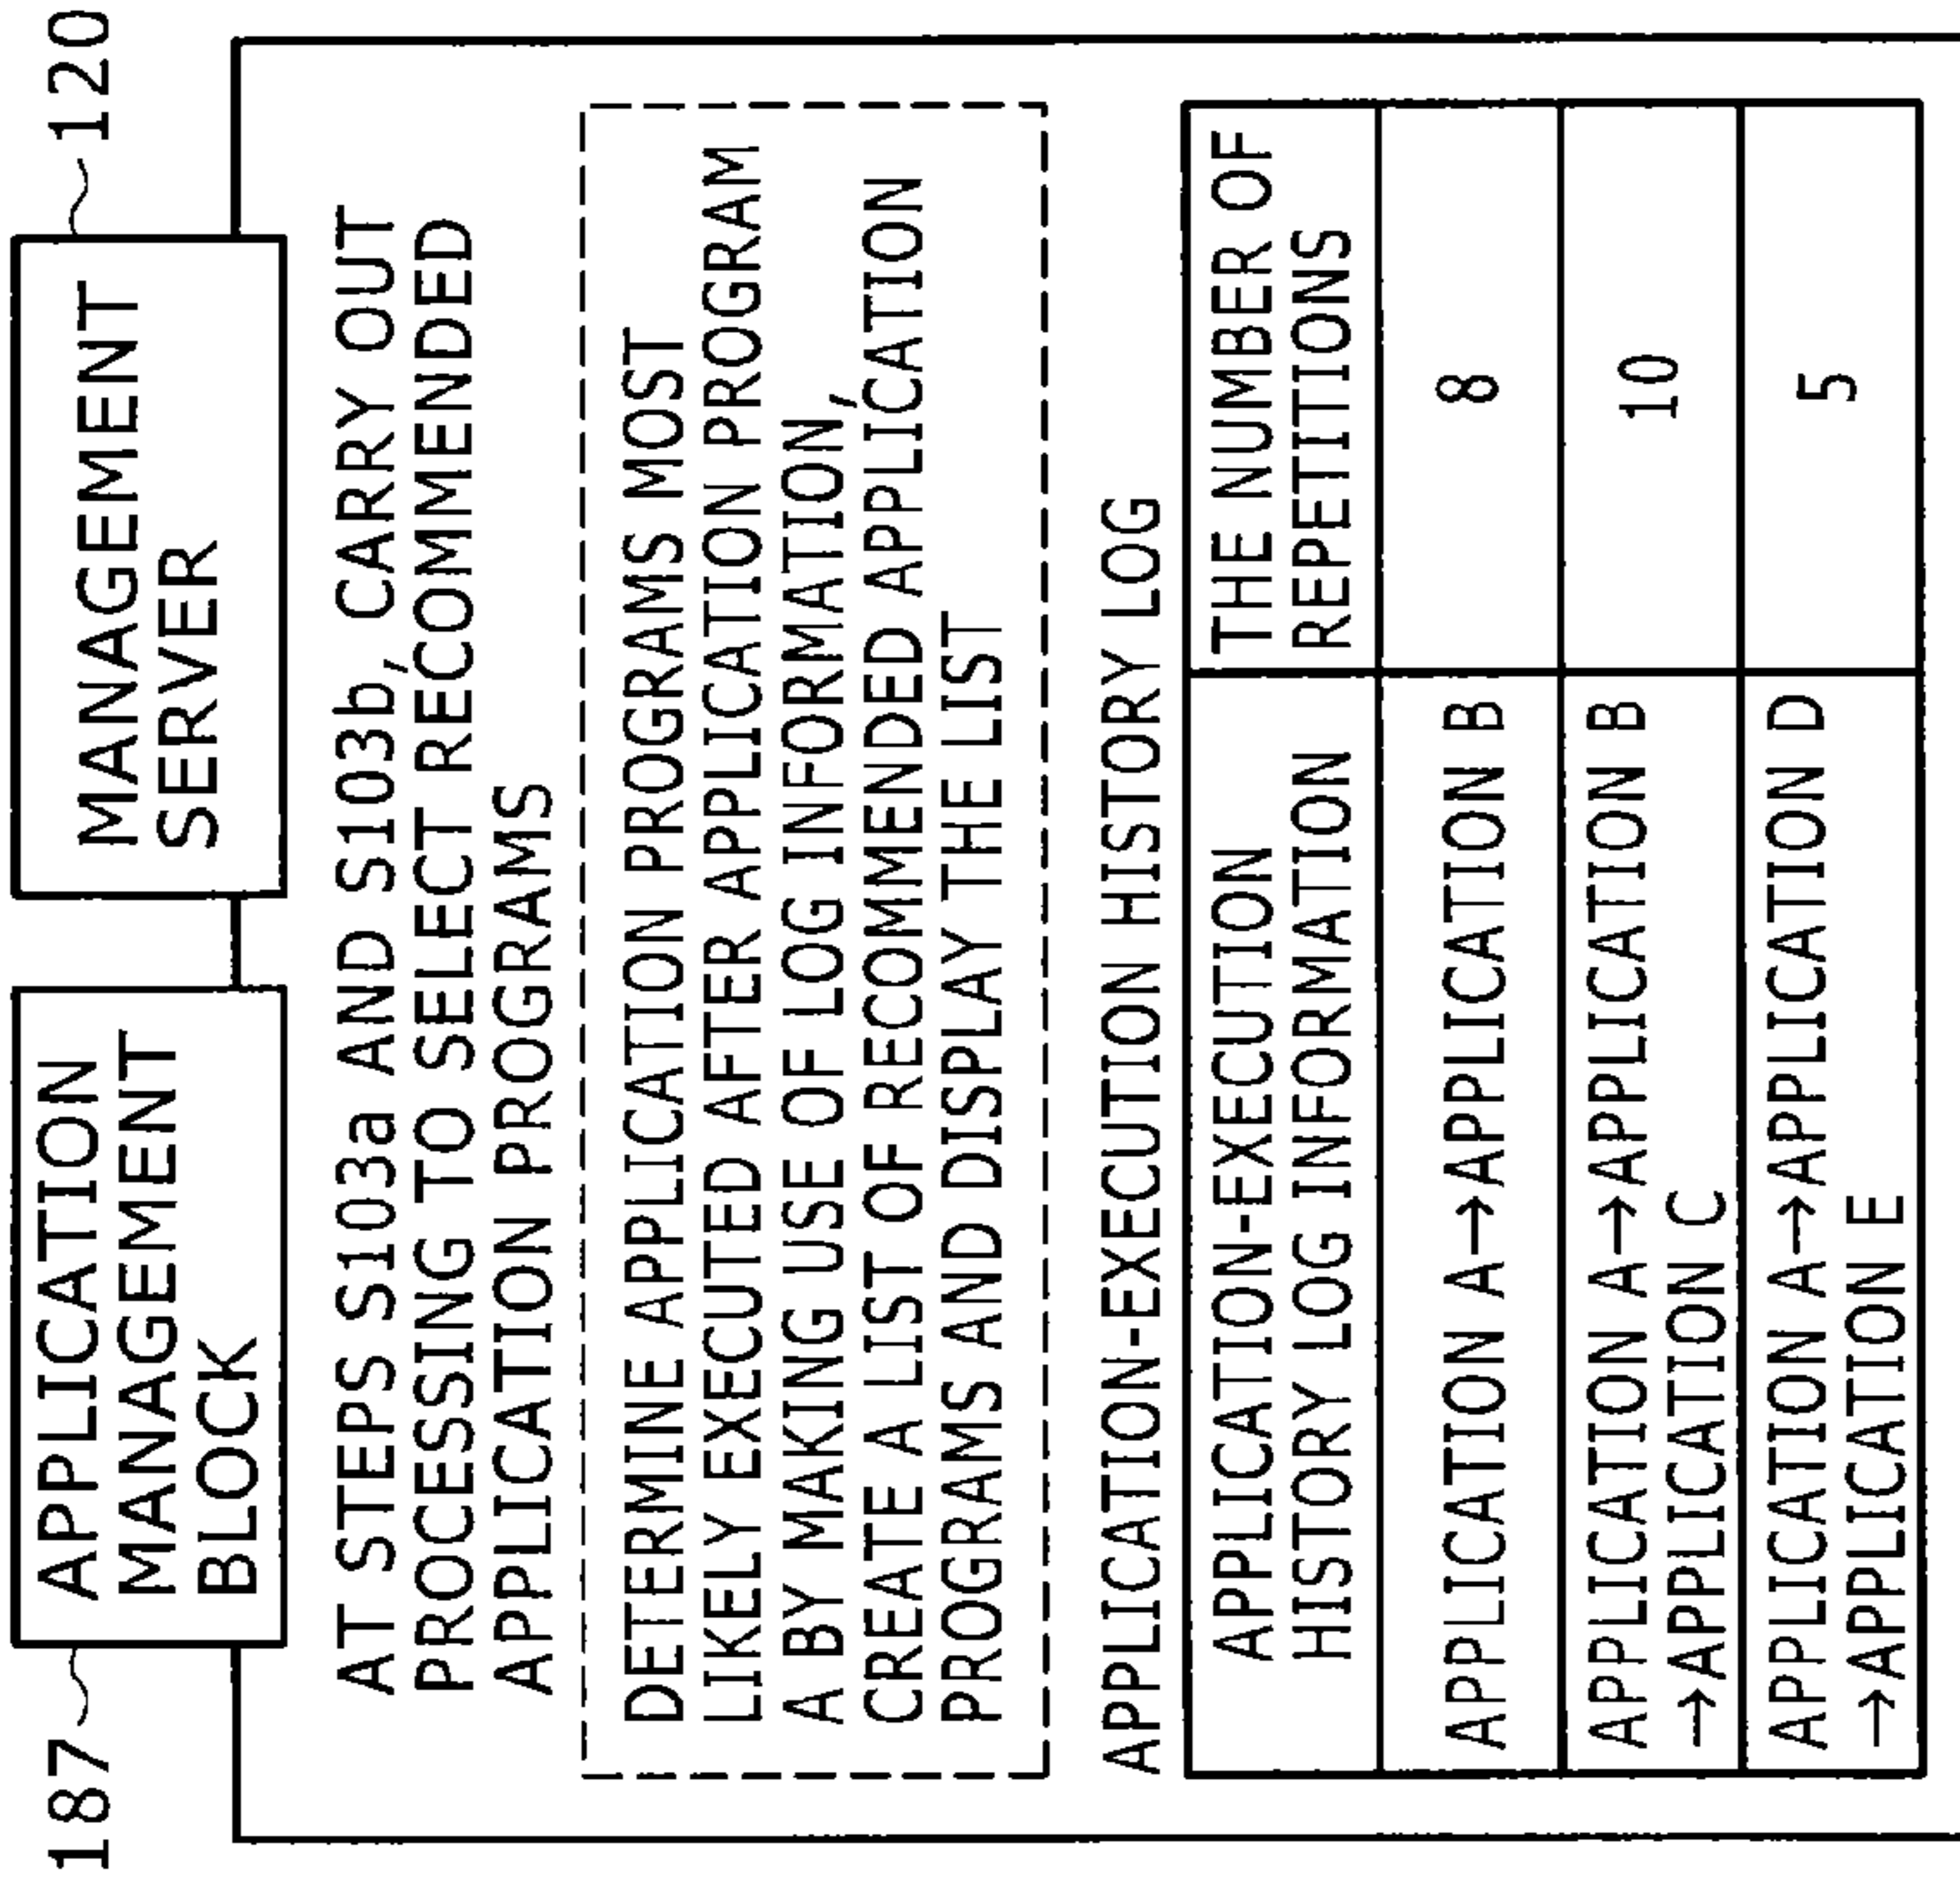 187
APPLICATION
MANAGEMENT
BLOCK
MANAGEMENT
SERVER
120
AT STEPS S103a AND S103b, CARRY OUT
PROCESSING TO SELECT RECOMMENDED
APPLICATION PROGRAMS
DETERMINE APPLICATION PROGRAMS MOST
LIKELY EXECUTED AFTER APPLICATION PROGRAM
A BY MAKING USE OF LOG INFORMATION,
CREATE A LIST OF RECOMMENDED APPLICATION
PROGRAMS AND DISPLAY THE LIST
APPLICATION-EXECUTION HISTORY LOG
APPLICATION-EXECUTION
HISTORY LOG INFORMATION
THE NUMBER OF
REPETITIONS
APPLICATION A→APPLICATION B
8
APPLICATION A→APPLICATION B
→APPLICATION C
10
APPLICATION A→APPLICATION D
→APPLICATION E
5